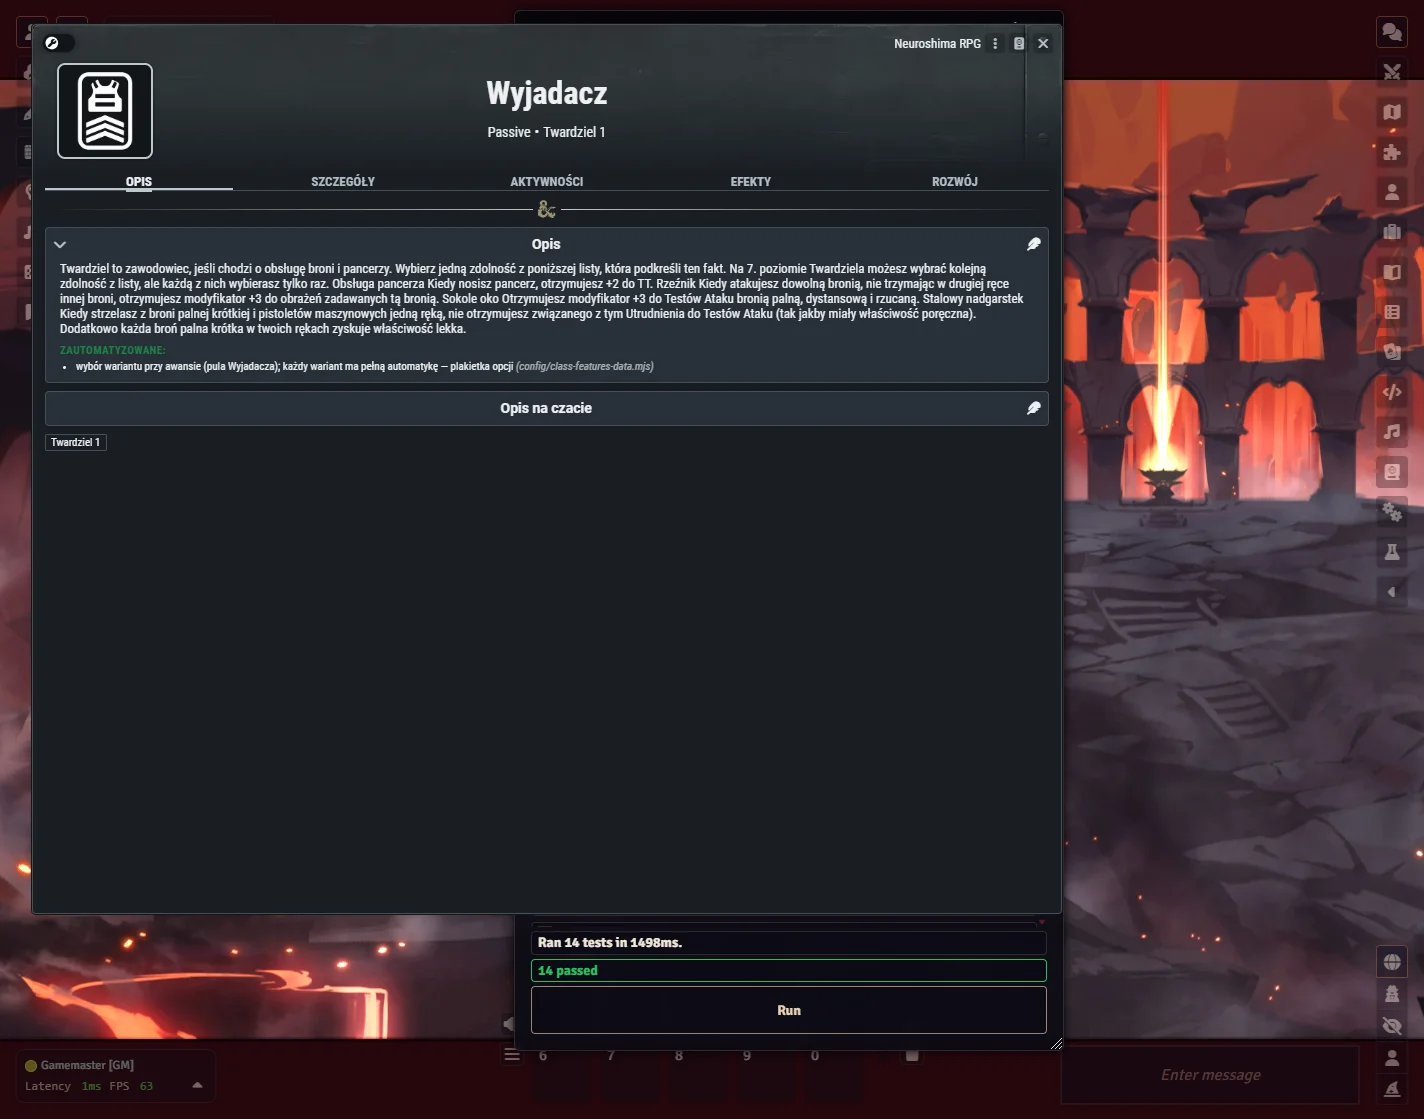 Neuroshima RPG
Wyjadacz
Passive • Twardziel 1
OPIS
SZCZEGÓŁY
AKTYWNOŚCI
EFEKTY
ROZWÓJ
Opis
Twardziel to zawodowiec, jeśli chodzi o obsługę broni i pancerzy. Wybierz jedną zdolność z poniższej listy, która podkreśli ten fakt. Na 7. poziomie Twardziela możesz wybrać kolejną
zdolność z listy, ale każdą z nich wybierasz tylko raz. Obsługa pancerza Kiedy nosisz pancerz, otrzymujesz +2 do TT. Rzeźnik Kiedy atakujesz dowolną bronią, nie trzymając w drugiej ręce
innej broni, otrzymujesz modyfikator +3 do obrażeń zadawanych tą bronią. Sokole oko Otrzymujesz modyfikator +3 do Testów Ataku bronią palną, dystansową i rzucaną. Stalowy nadgarstek
Kiedy strzelasz z broni palnej krótkiej i pistoletów maszynowych jedną ręką, nie otrzymujesz związanego z tym Utrudnienia do Testów Ataku (tak jakby miały właściwość poręczna).
Dodatkowo każda broń palna krótka w twoich rękach zyskuje właściwość lekka.
ZAUTOMATYZOWANE:
• wybór wariantu przy awansie (pula Wyjadacza); każdy wariant ma pełną automatykę — plakietka opcji (config/class-features-data.mjs)
Opis na czacie
Twardziel 1
Ran 14 tests in 1498ms.
14 passed
Run
6 7 8 9 0
Gamemaster [GM]
Latency 1ms FPS 63
Enter message